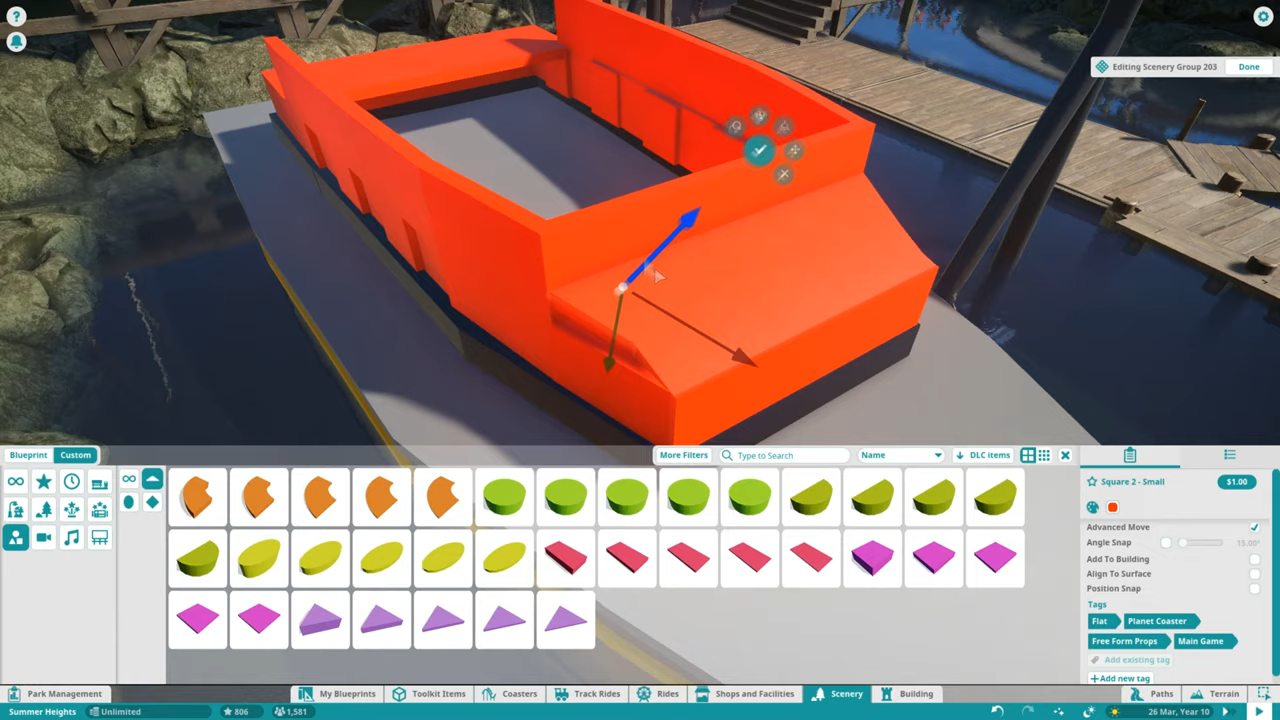 Editing Scenery Group 203
Done
Blueprint
Custom
More Filters
Type to Search
Name
DLC items
Square 2 - Small
$1.00
Advanced Move
Angle Snap
15.00°
Add To Building
Align To Surface
Position Snap
Tags
Flat
Planet Coaster
Free Form Props
Main Game
Add existing tag
+Add new tag
Park Management
My Blueprints
Toolkit Items
Coasters
Track Rides
Rides
Shops and Facilities
Scenery
Building
Paths
Terrain
Summer Heights
Unlimited
806
1,581
26 Mar, Year 10